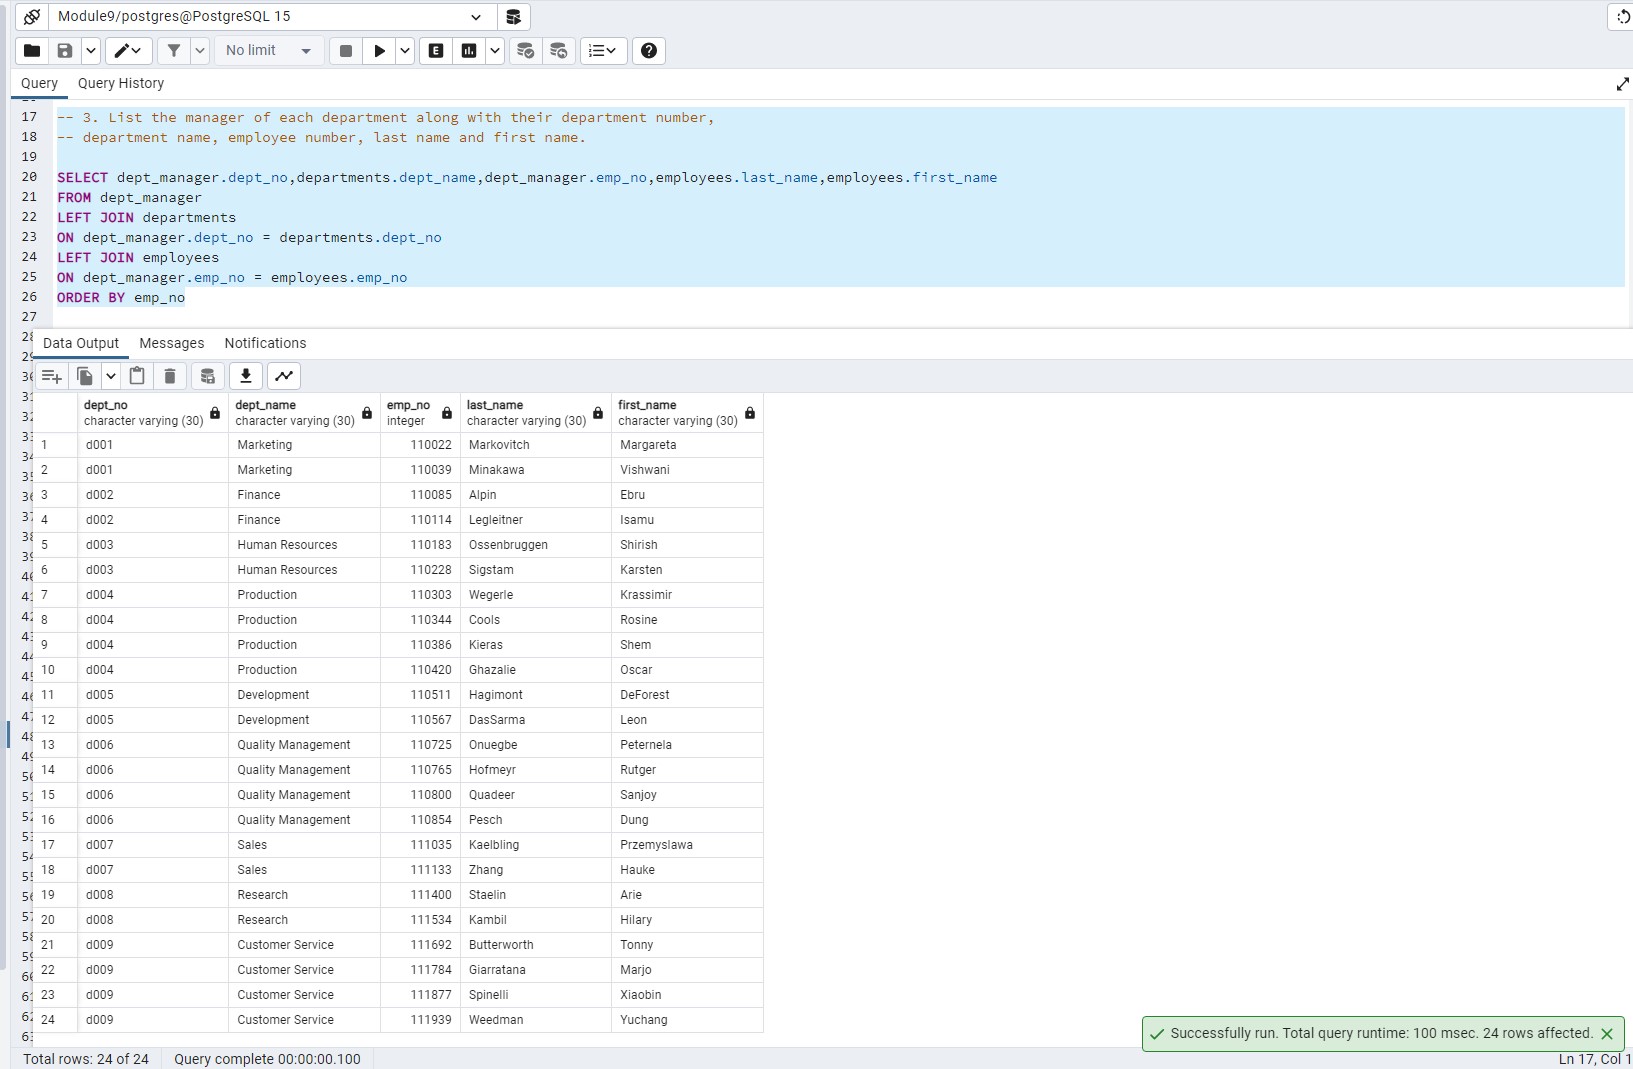 Module9/postgres@PostgreSQL 15
No limit
E
Query Query History
17 -- 3. List the manager of each department along with their department number,
18 -- department name, employee number, last name and first name.
19
20 SELECT dept_manager.dept_no,departments.dept_name,dept_manager.emp_no,employees.last_name,employees.first_name
21 FROM dept_manager
22 LEFT JOIN departments
23 ON dept_manager.dept_no = departments.dept_no
24 LEFT JOIN employees
25 ON dept_manager.emp_no = employees.emp_no
26 ORDER BY emp_no
27
Data Output Messages Notifications
dept_no dept_name emp_no last_name first_name
character varying (30) character varying (30) integer character varying (30) character varying (30)
1 d001 Marketing 110022 Markovitch Margareta
2 d001 Marketing 110039 Minakawa Vishwani
3 d002 Finance 110085 Alpin Ebru
4 d002 Finance 110114 Legleitner Isamu
5 d003 Human Resources 110183 Ossenbruggen Shirish
6 d003 Human Resources 110228 Sigstam Karsten
7 d004 Production 110303 Wegerle Krassimir
8 d004 Production 110344 Cools Rosine
9 d004 Production 110386 Kieras Shem
10 d004 Production 110420 Ghazalie Oscar
11 d005 Development 110511 Hagimont DeForest
12 d005 Development 110567 DasSarma Leon
13 d006 Quality Management 110725 Onuegbe Peternela
14 d006 Quality Management 110765 Hofmeyr Rutger
15 d006 Quality Management 110800 Quadeer Sanjoy
16 d006 Quality Management 110854 Pesch Dung
17 d007 Sales 111035 Kaelbling Przemyslawa
18 d007 Sales 111133 Zhang Hauke
19 d008 Research 111400 Staelin Arie
20 d008 Research 111534 Kambil Hilary
21 d009 Customer Service 111692 Butterworth Tonny
22 d009 Customer Service 111784 Giarratana Marjo
23 d009 Customer Service 111877 Spinelli Xiaobin
24 d009 Customer Service 111939 Weedman Yuchang
Successfully run. Total query runtime: 100 msec. 24 rows affected.
Total rows: 24 of 24 Query complete 00:00:00.100 Ln 17, Col 1